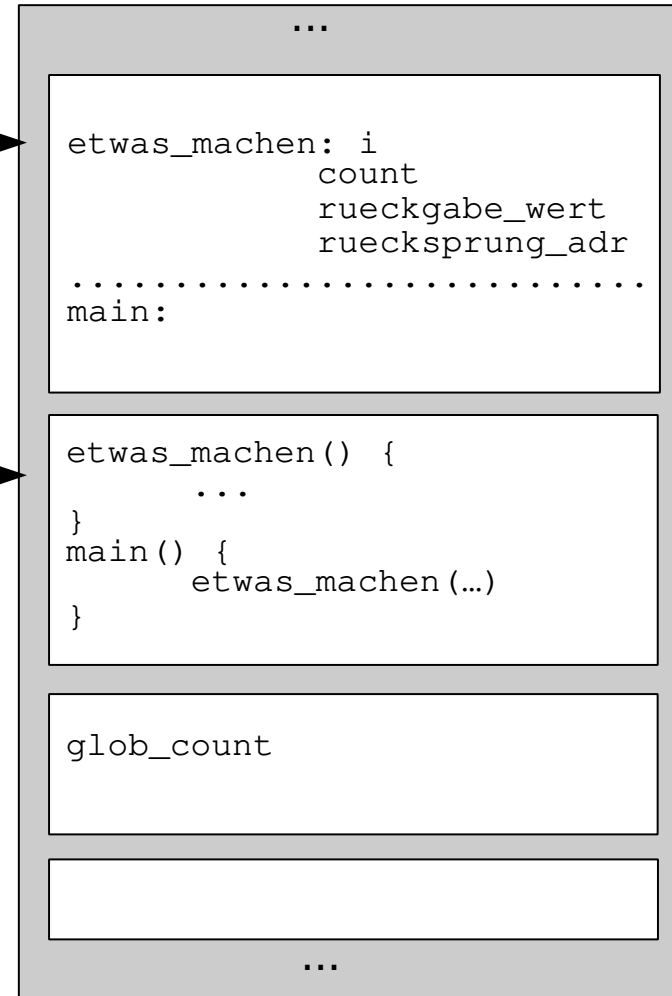 ...
etwas_machen: i
count
rueckgabe_wert
ruecksprung_adr
............................
main:
etwas_machen() {
...
}
main() {
etwas_machen(…)
}
glob_count
...